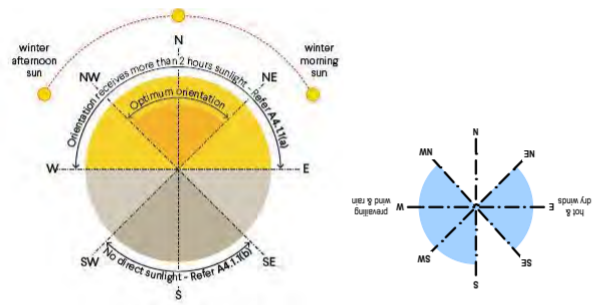 N
winter
afternoon
sun
winter
morning
sun
NW
NE
Orientation receives more than 2 hours sunlight - Refer A4.1.1(a)
Optimum orientation
W
E
SW
SE
No direct sunlight - Refer A4.1.1(b)
S
N
NW
NE
prevailing
wind & rain
W
E
hot &
dry winds
SW
SE
S